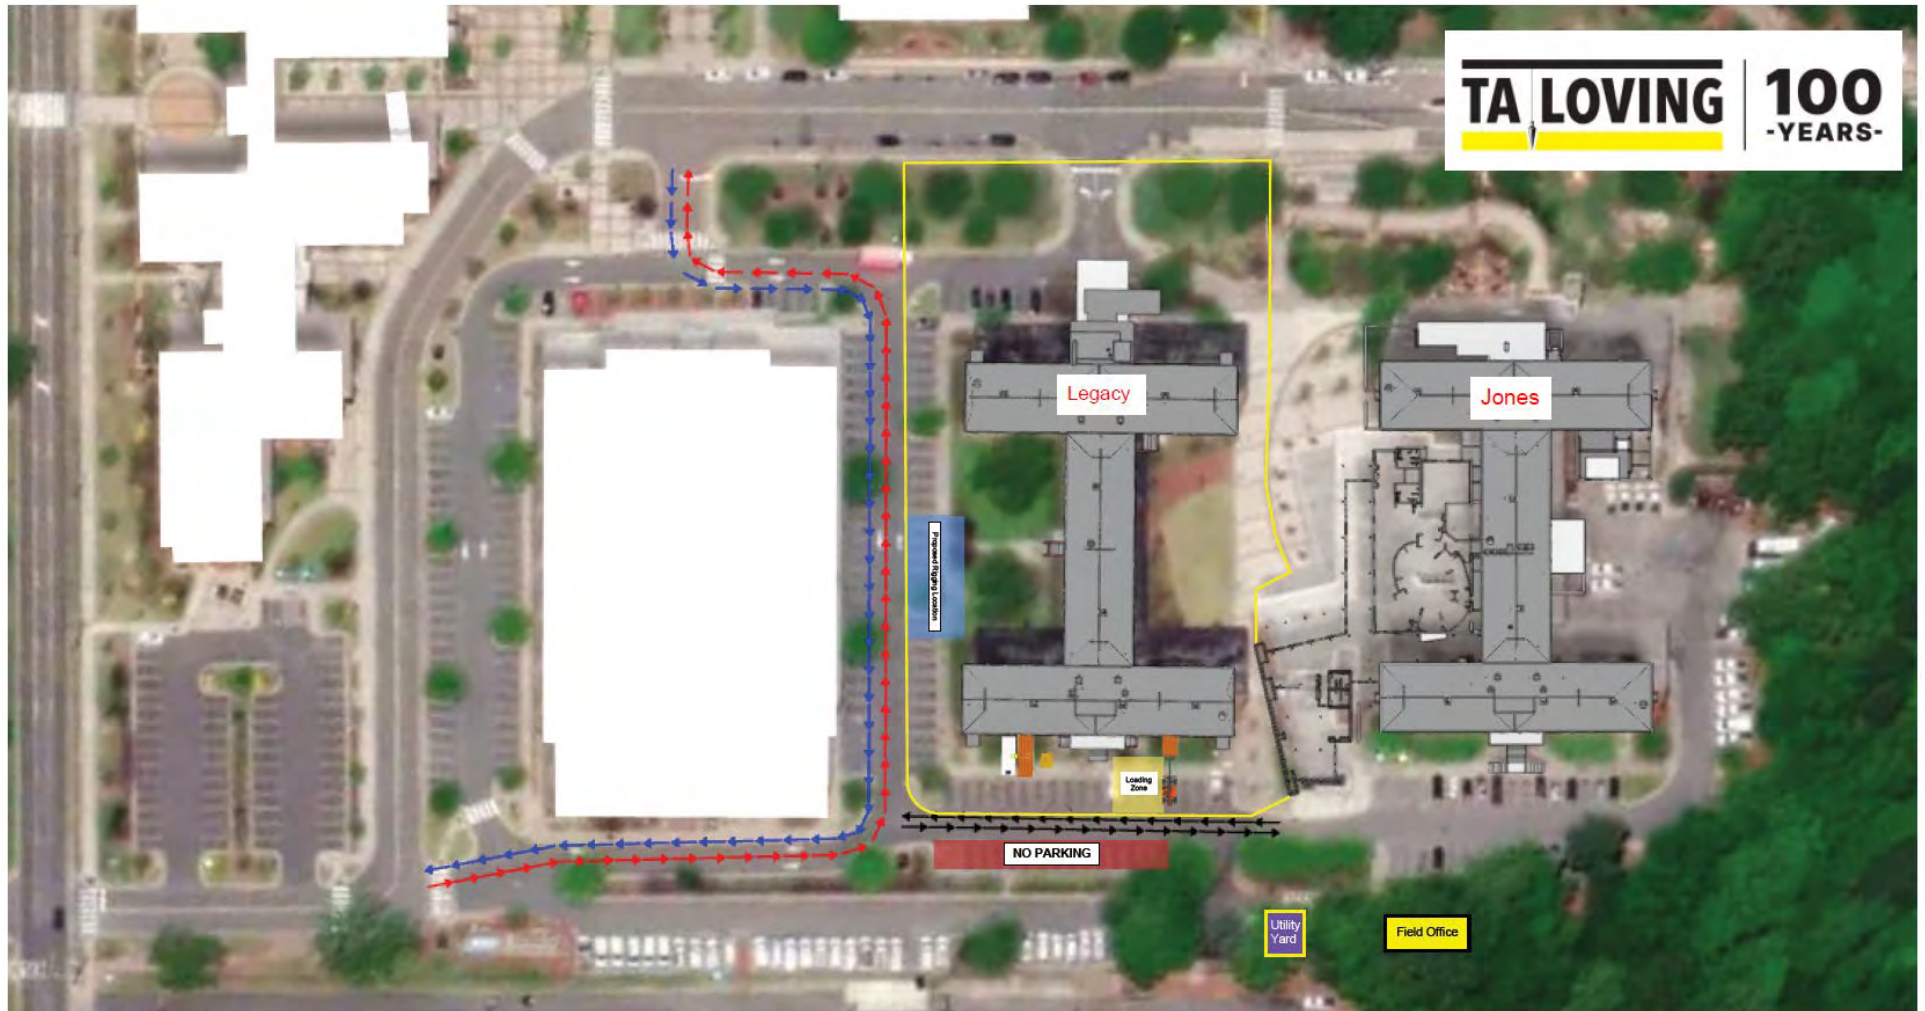 TA LOVING
100
-YEARS-
Legacy
Jones
Proposed Rigging Location
Loading
Zone
NO PARKING
Utility
Yard
Field Office